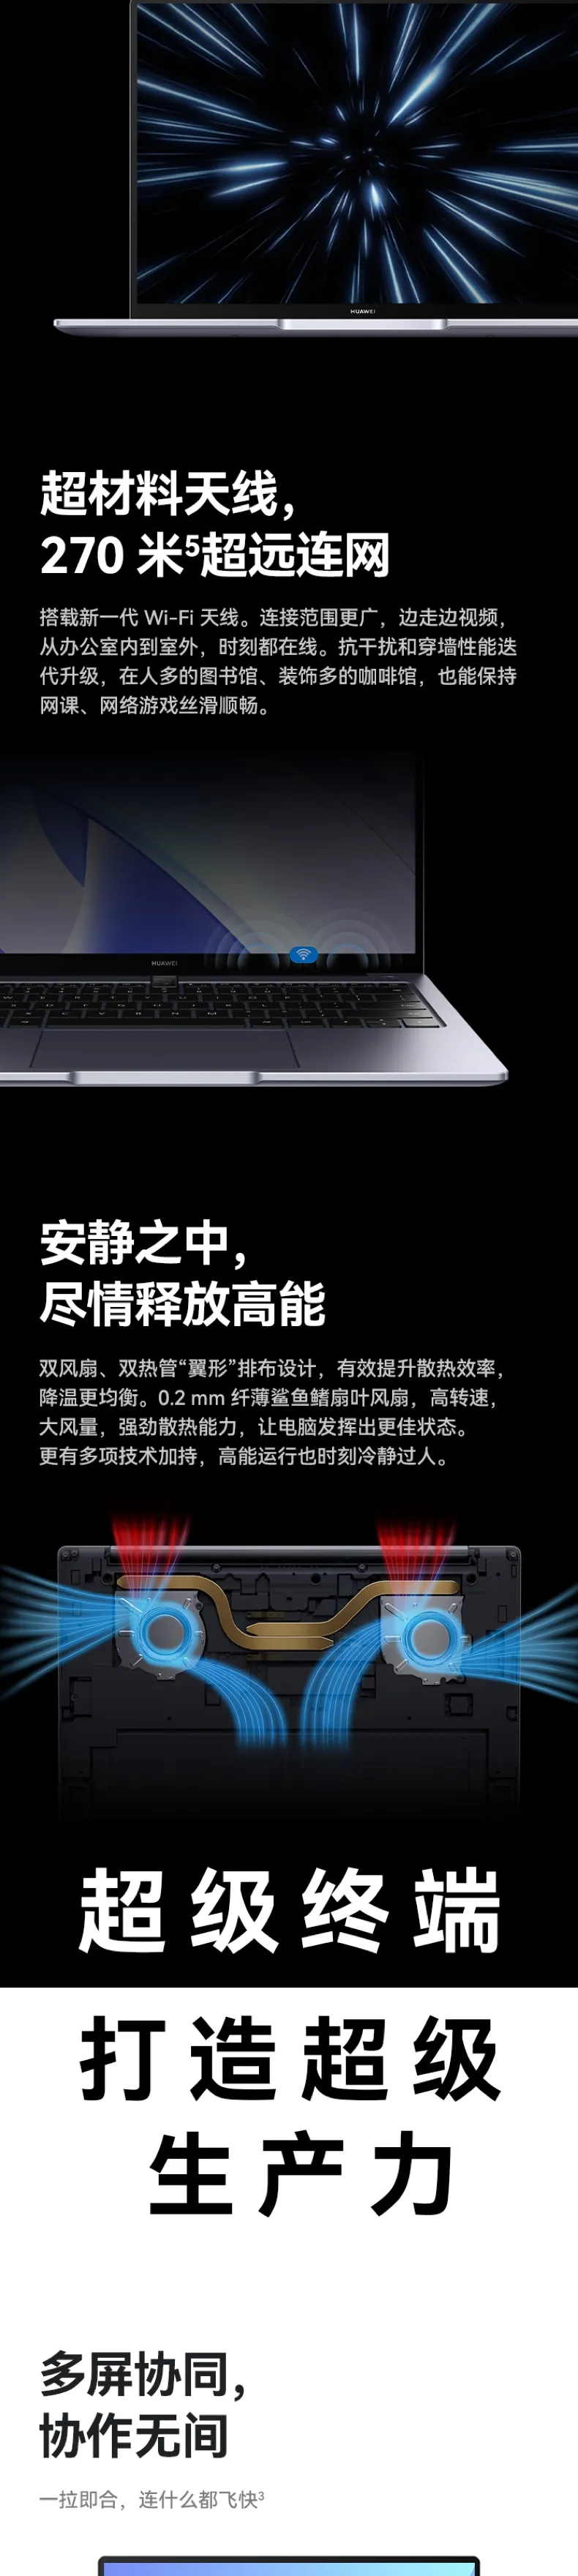 HUAWEI
超材料天线，
270 米⁵超远连网
搭载新一代 Wi-Fi 天线。连接范围更广，边走边视频，
从办公室内到室外，时刻都在线。抗干扰和穿墙性能迭
代升级，在人多的图书馆、装饰多的咖啡馆，也能保持
网课、网络游戏丝滑顺畅。
HUAWEI
安静之中，
尽情释放高能
双风扇、双热管“翼形”排布设计，有效提升散热效率，
降温更均衡。0.2 mm 纤薄鲨鱼鳍扇叶风扇，高转速，
大风量，强劲散热能力，让电脑发挥出更佳状态。
更有多项技术加持，高能运行也时刻冷静过人。
超级终端
打造超级
生产力
多屏协同，
协作无间
一拉即合，连什么都飞快³